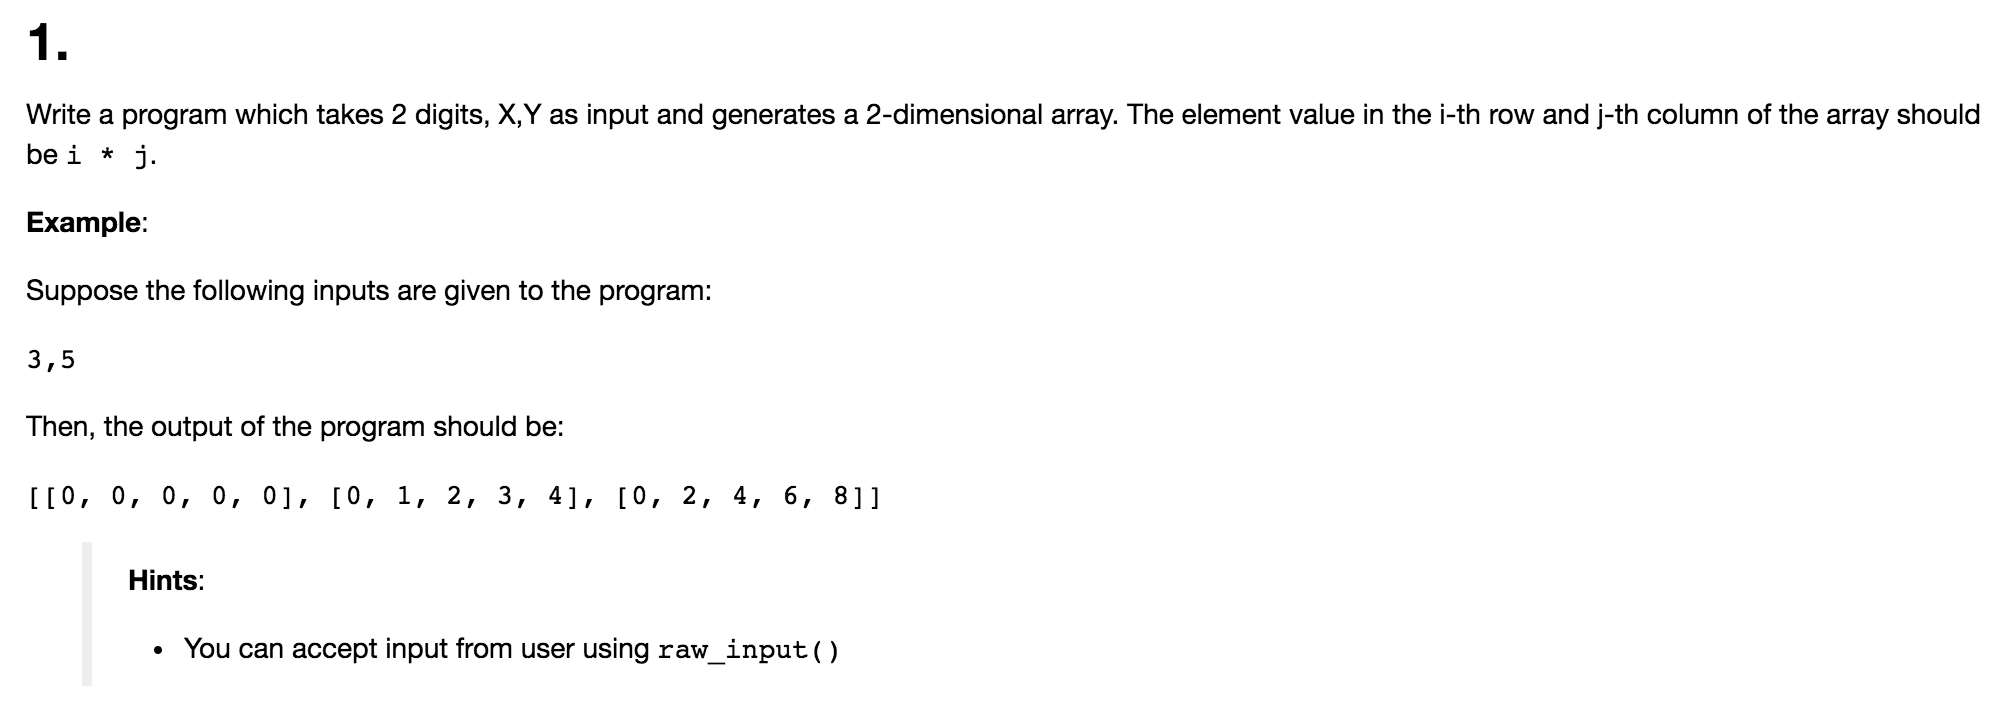 1.
Write a program which takes 2 digits, X,Y as input and generates a 2-dimensional array. The element value in the i-th row and j-th column of the array should
be i * j.
Example:
Suppose the following inputs are given to the program:
3,5
Then, the output of the program should be:
[[0, 0, 0, 0, 0], [0, 1, 2, 3, 4], [0, 2, 4, 6, 8]]
Hints:
• You can accept input from user using raw_input()